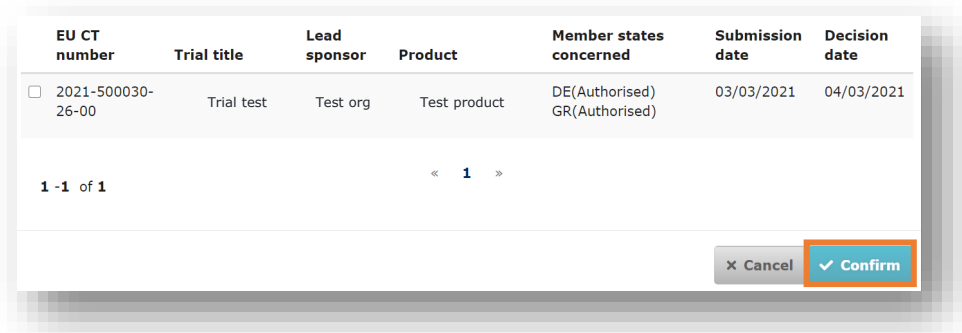 EU CT number
Trial title
Lead sponsor
Product
Member states concerned
Submission date
Decision date
2021-500030-
26-00
Trial test
Test org
Test product
DE(Authorised)
GR(Authorised)
03/03/2021
04/03/2021
1 -1 of 1
« 1 »
× Cancel
✓ Confirm